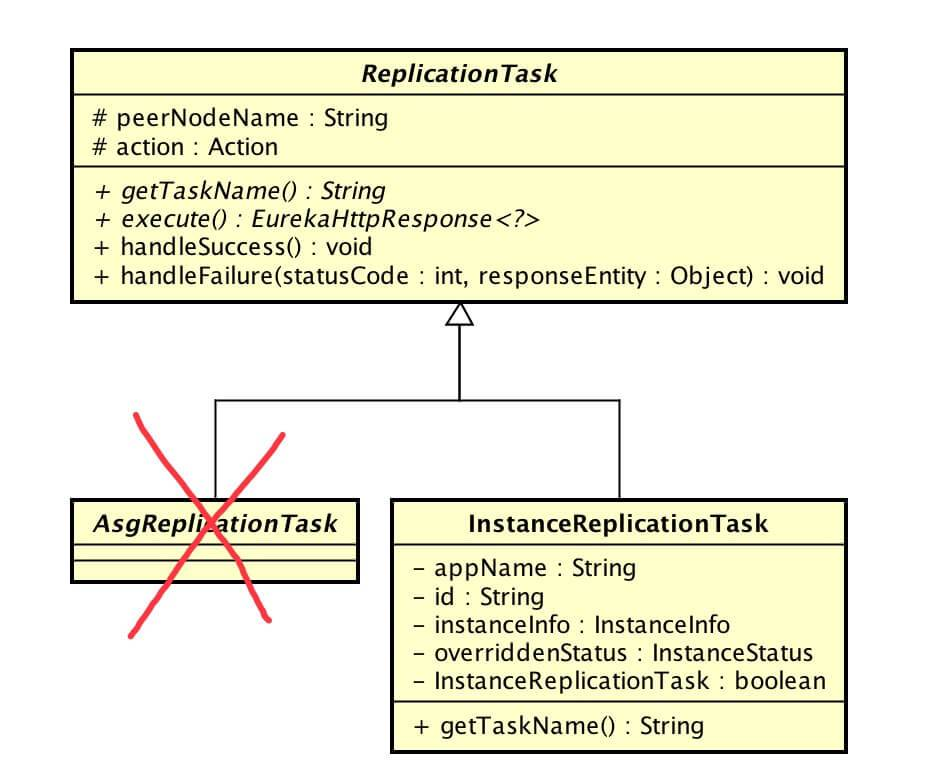 ReplicationTask
# peerNodeName : String
# action : Action
+ getTaskName() : String
+ execute() : EurekaHttpResponse<?>
+ handleSuccess() : void
+ handleFailure(statusCode : int, responseEntity : Object) : void
AsgReplicationTask
InstanceReplicationTask
- appName : String
- id : String
- instanceInfo : InstanceInfo
- overriddenStatus : InstanceStatus
- InstanceReplicationTask : boolean
+ getTaskName() : String